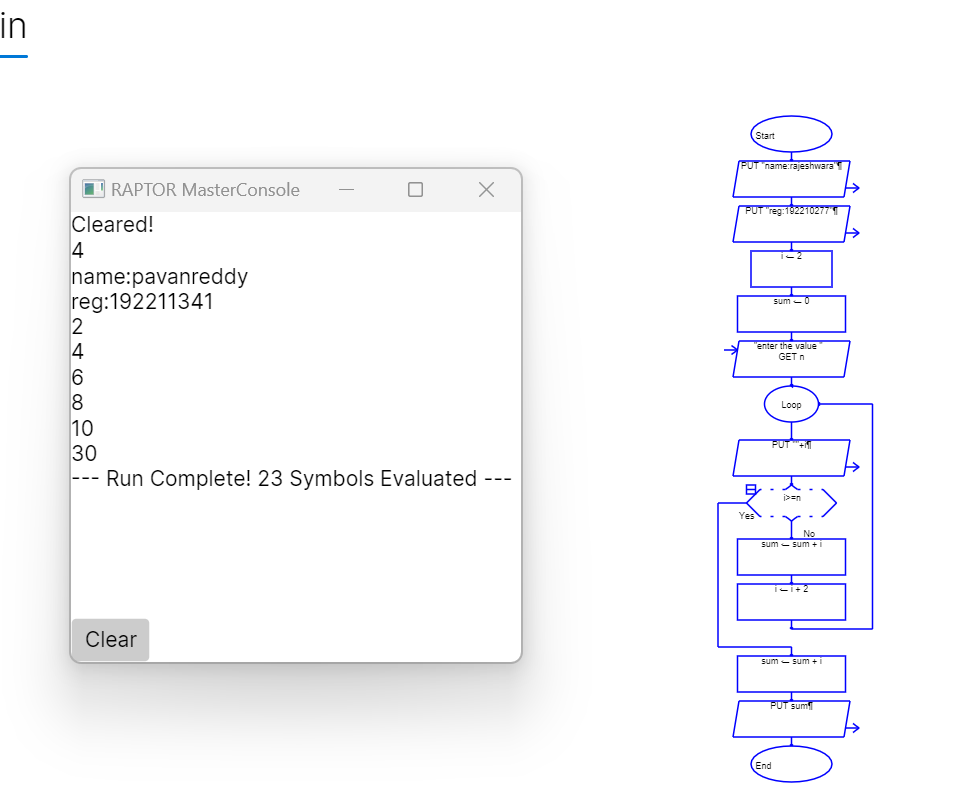 in
RAPTOR MasterConsole
Cleared!
4
name:pavanreddy
reg:192211341
2
4
6
8
10
30
--- Run Complete! 23 Symbols Evaluated ---
Clear
Start
PUT "name:rajeshwara"¶
PUT "reg:192210277"¶
i ← 2
sum ← 0
"enter the value "
GET n
Loop
PUT ""+i¶
i>=n
Yes
No
sum ← sum + i
i ← i + 2
sum ← sum + i
PUT sum¶
End